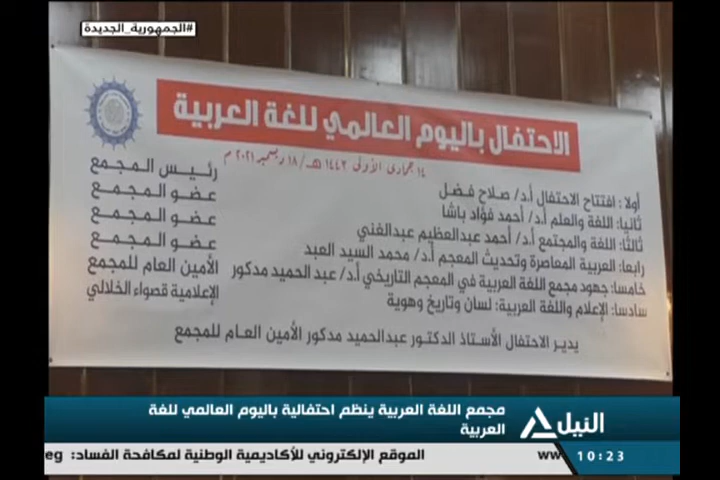 #الجمهورية_الجديدة
الاحتفال باليوم العالمي للغة العربية
١٤ جمادى الأولى ١٤٤٣ هـ / ١٨ ديسمبر ٢٠٢١ م
أولا: افتتاح الاحتفال أ.د/ صلاح فضل رئيس المجمع
ثانيا: اللغة والعلم أ.د/ أحمد فؤاد باشا عضو المجمع
ثالثا: اللغة والمجتمع أ.د/ أحمد عبدالعظيم عبدالغني عضو المجمع
رابعا: العربية المعاصرة وتحديث المعجم أ.د/ محمد السيد العبد عضو المجمع
خامسا: جهود مجمع اللغة العربية في المعجم التاريخي أ.د/ عبد الحميد مدكور الأمين العام للمجمع
سادسا: الإعلام واللغة العربية: لسان وتاريخ وهوية الإعلامية قصواء الخلالي
يدير الاحتفال الأستاذ الدكتور عبدالحميد مدكور الأمين العام للمجمع
النيل
مجمع اللغة العربية ينظم احتفالية باليوم العالمي للغة
العربية
الموقع الإلكتروني للأكاديمية الوطنية لمكافحة الفساد:
10:23